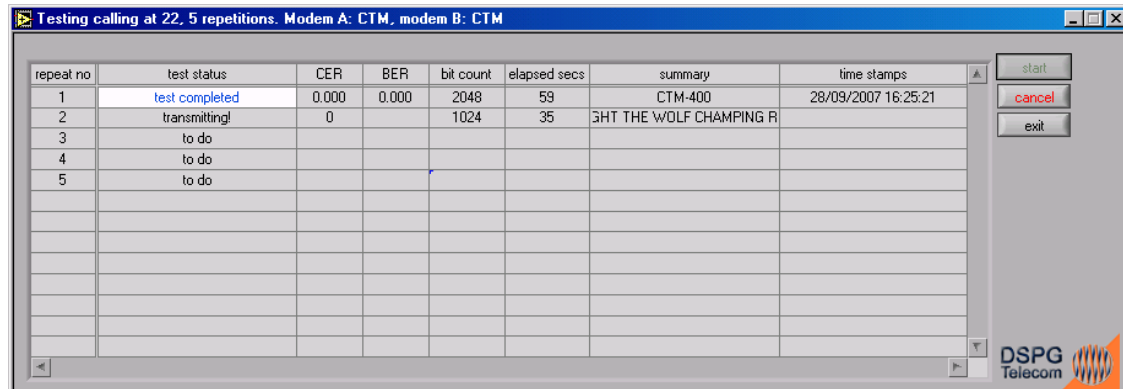 Testing calling at 22, 5 repetitions. Modem A: CTM, modem B: CTM
repeat no test status CER BER bit count elapsed secs summary time stamps
1 test completed 0.000 0.000 2048 59 CTM-400 28/09/2007 16:25:21
2 transmitting! 0 1024 35 GHT THE WOLF CHAMPING R
3 to do
4 to do
5 to do
start
cancel
exit
DSPG
Telecom